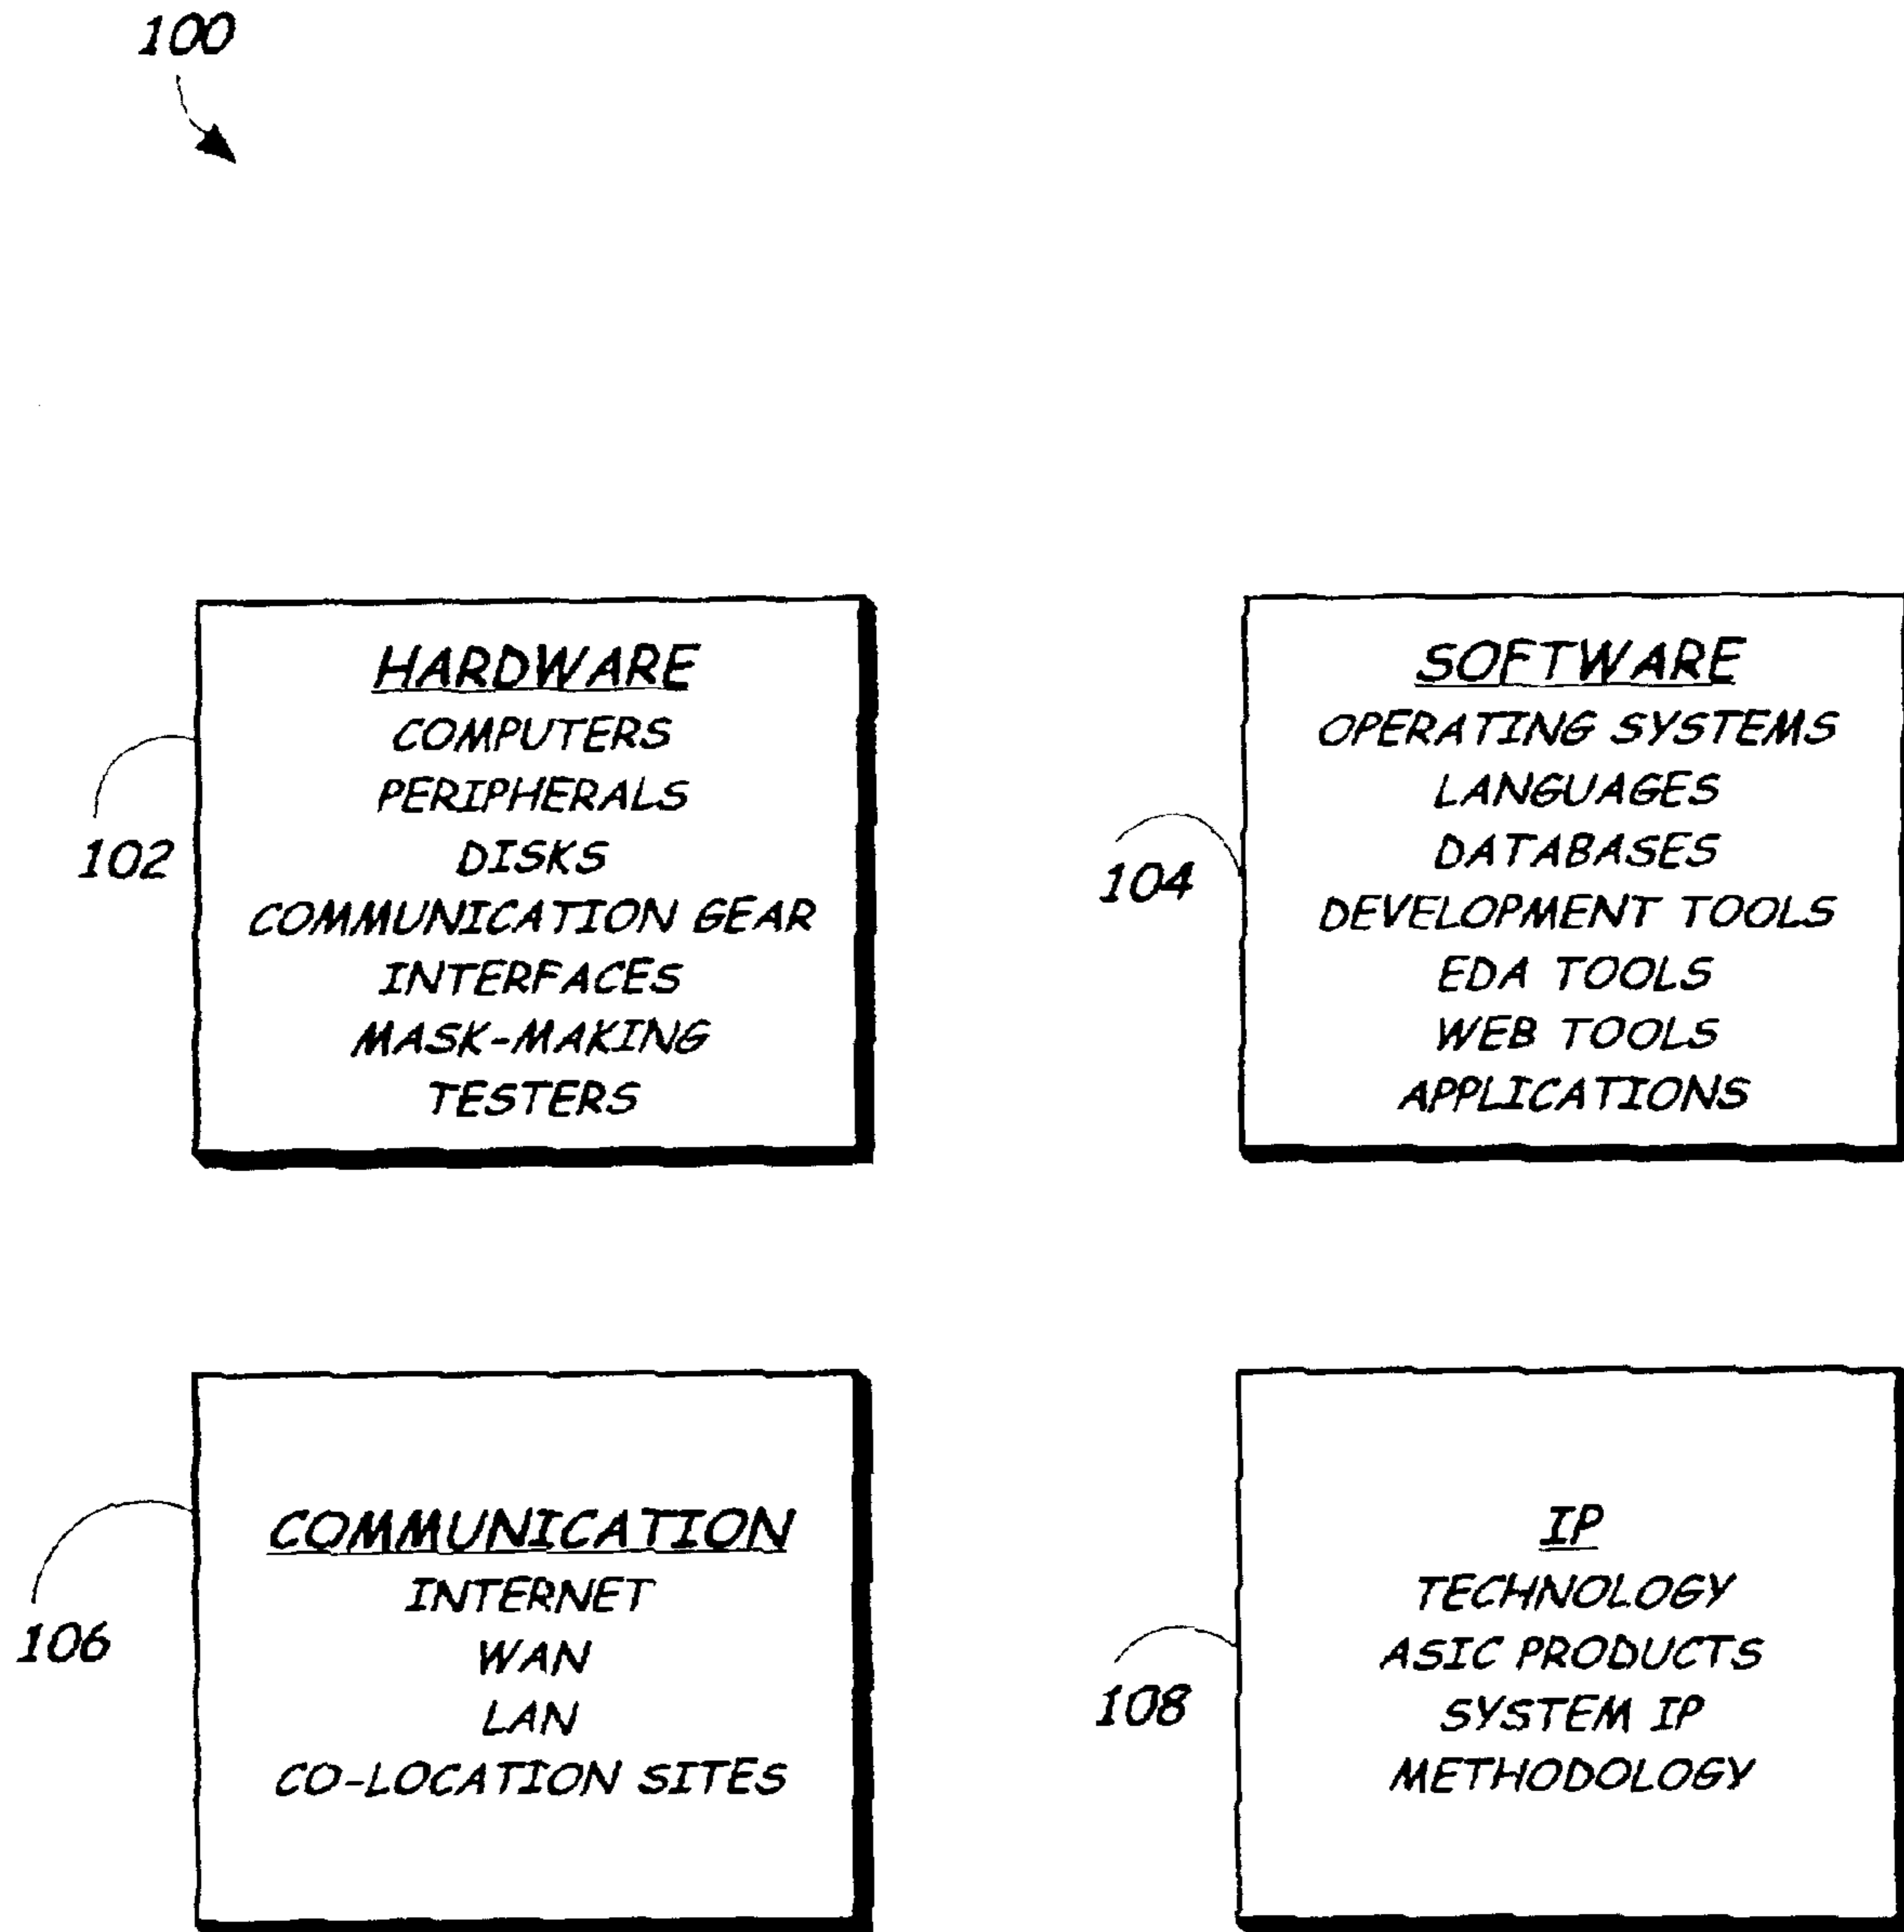 100
HARDWARE
COMPUTERS
PERIPHERALS
DISKS
COMMUNICATION GEAR
INTERFACES
MASK-MAKING
TESTERS
102
SOFTWARE
OPERATING SYSTEMS
LANGUAGES
DATABASES
DEVELOPMENT TOOLS
EDA TOOLS
WEB TOOLS
APPLICATIONS
104
COMMUNICATION
INTERNET
WAN
LAN
CO-LOCATION SITES
106
IP
TECHNOLOGY
ASIC PRODUCTS
SYSTEM IP
METHODOLOGY
108